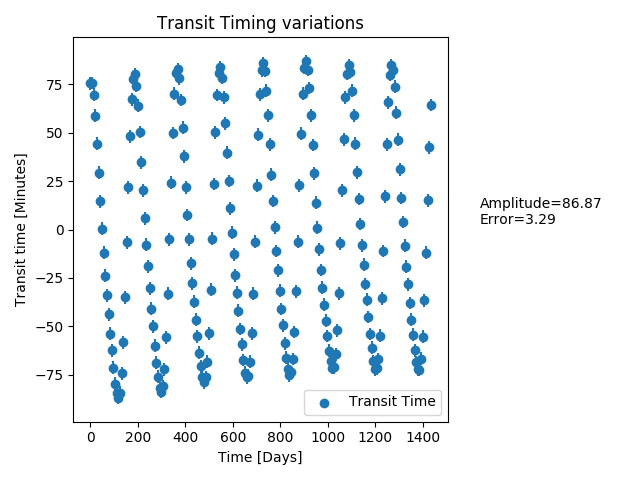 Transit Timing variations
Transit time [Minutes]
75
50
25
0
−25
−50
−75
0 200 400 600 800 1000 1200 1400
Time [Days]
Transit Time
Amplitude=86.87
Error=3.29